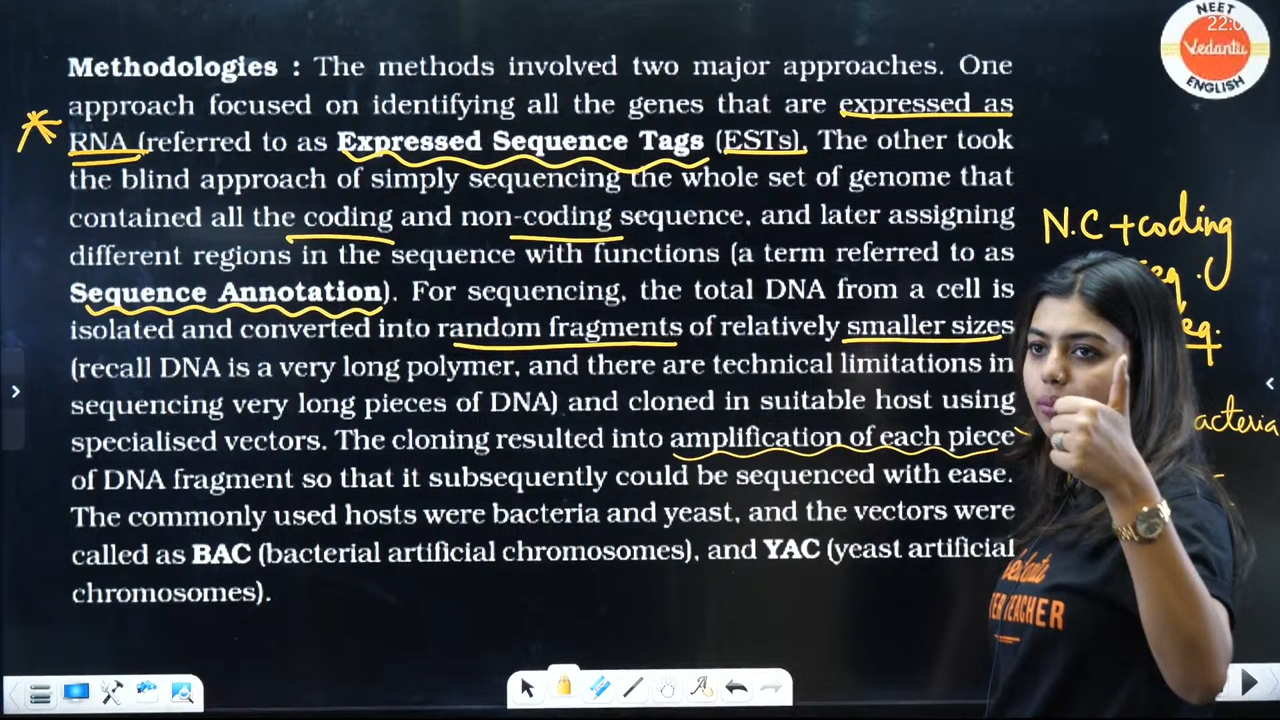 NEET
22:0
Vedantu
ENGLISH
Methodologies : The methods involved two major approaches. One
approach focused on identifying all the genes that are expressed as
RNA (referred to as Expressed Sequence Tags (ESTs). The other took
the blind approach of simply sequencing the whole set of genome that
contained all the coding and non-coding sequence, and later assigning
different regions in the sequence with functions (a term referred to as
Sequence Annotation). For sequencing, the total DNA from a cell is
isolated and converted into random fragments of relatively smaller sizes
(recall DNA is a very long polymer, and there are technical limitations in
sequencing very long pieces of DNA) and cloned in suitable host using
specialised vectors. The cloning resulted into amplification of each piece
of DNA fragment so that it subsequently could be sequenced with ease.
The commonly used hosts were bacteria and yeast, and the vectors were
called as BAC (bacterial artificial chromosomes), and YAC (yeast artificial
chromosomes).
N.C + coding
eq.
eq.
acteria
Vedantu
TER TEACHER